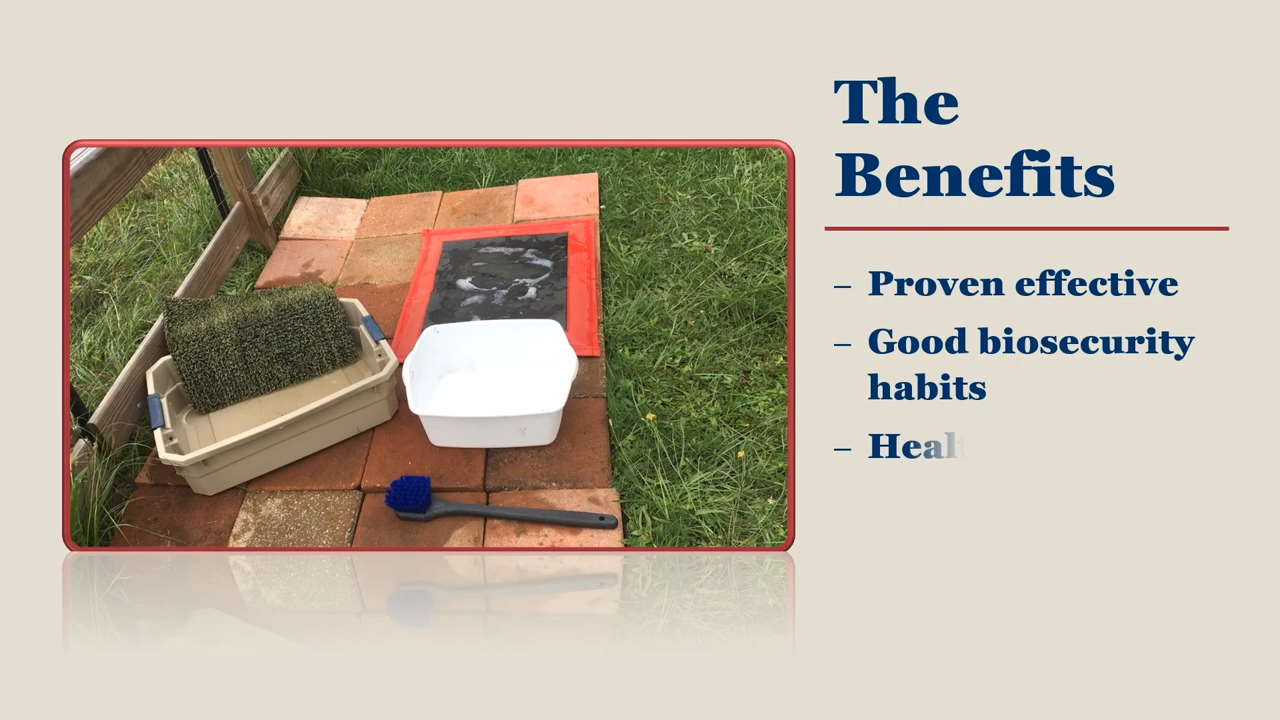 The
Benefits
– Proven effective
– Good biosecurity
habits
– Heal